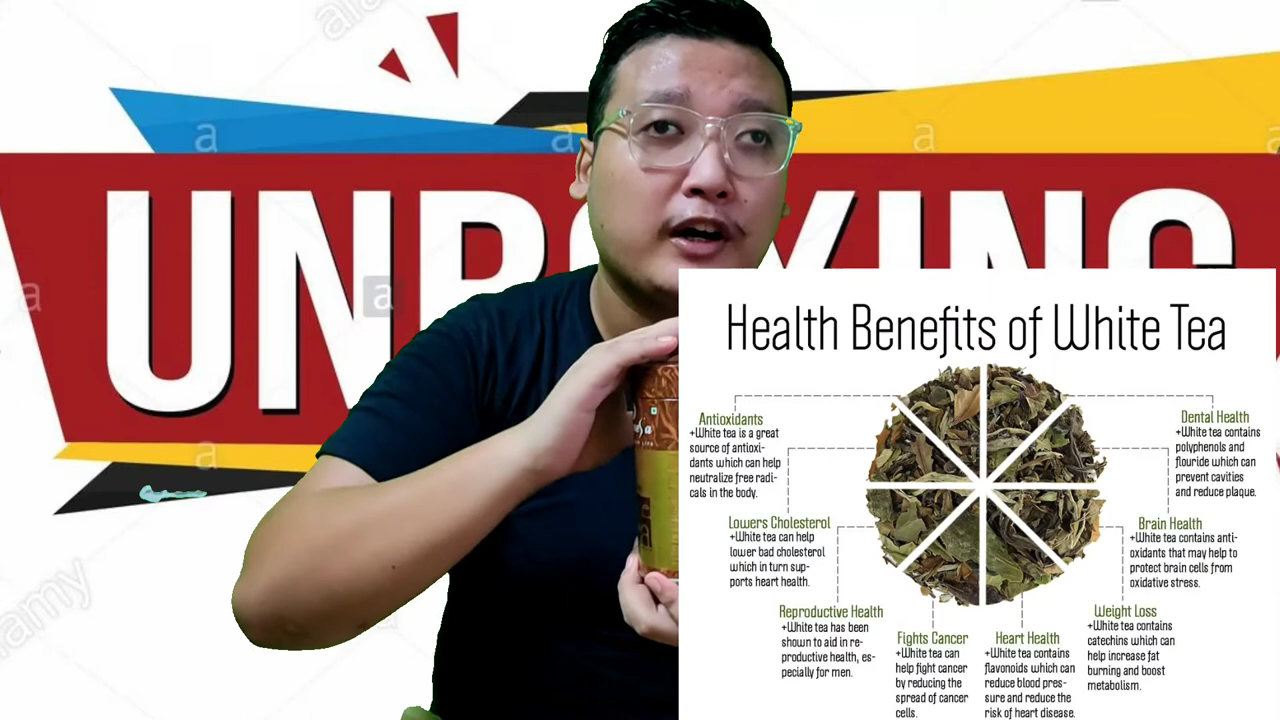 alamy
a
a
a
a
UNBOXING
a
a
a
alamy
Health Benefits of White Tea
Antioxidants
+White tea is a great
source of antioxi-
dants which can help
neutralize free radi-
cals in the body.
Lowers Cholesterol
+White tea can help
lower bad cholesterol
which in turn sup-
ports heart health.
Reproductive Health
+White tea has been
shown to aid in re-
productive health, es-
pecially for men.
Fights Cancer
+White tea can
help fight cancer
by reducing the
spread of cancer
cells.
Heart Health
+White tea contains
flavonoids which can
reduce blood pres-
sure and reduce the
risk of heart disease.
Weight Loss
+White tea contains
catechins which can
help increase fat
burning and boost
metabolism.
Brain Health
+White tea contains anti-
oxidants that may help to
protect brain cells from
oxidative stress.
Dental Health
+White tea contains
polyphenols and
flouride which can
prevent cavities
and reduce plaque.